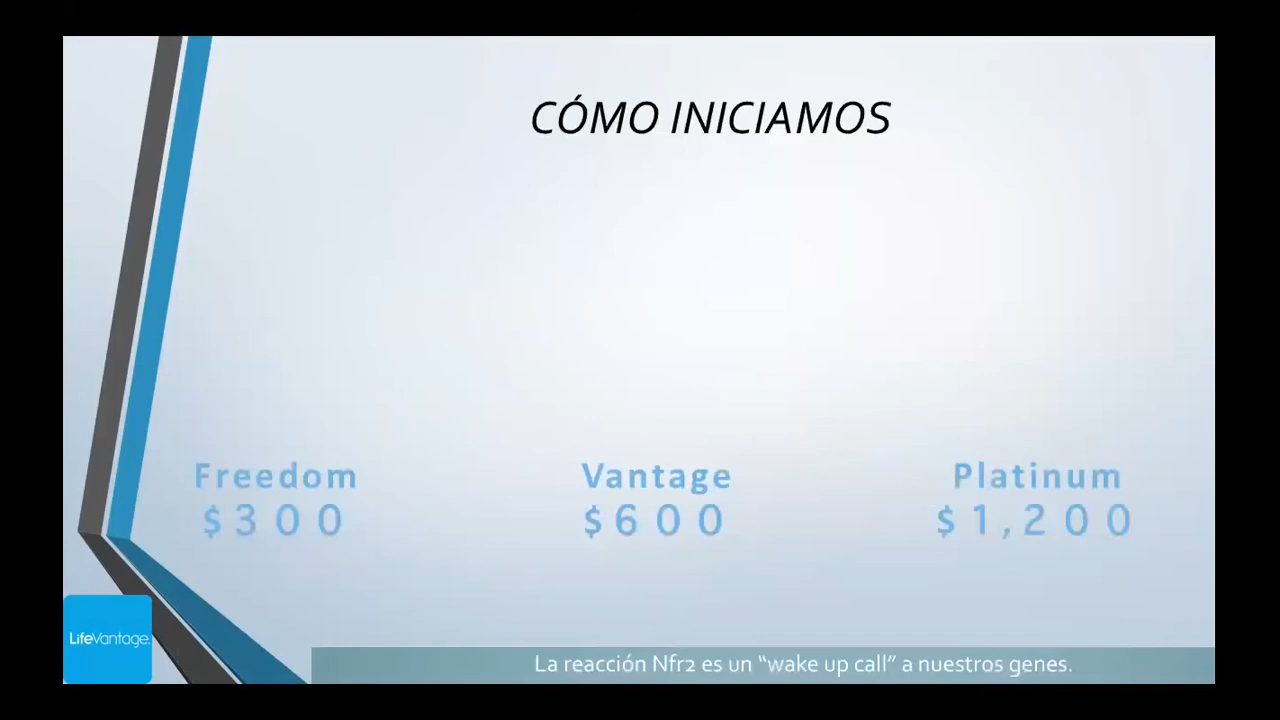 CÓMO INICIAMOS
Freedom Vantage Platinum
$300 $600 $1,200
LifeVantage.
La reacción Nfr2 es un “wake up call” a nuestros genes.